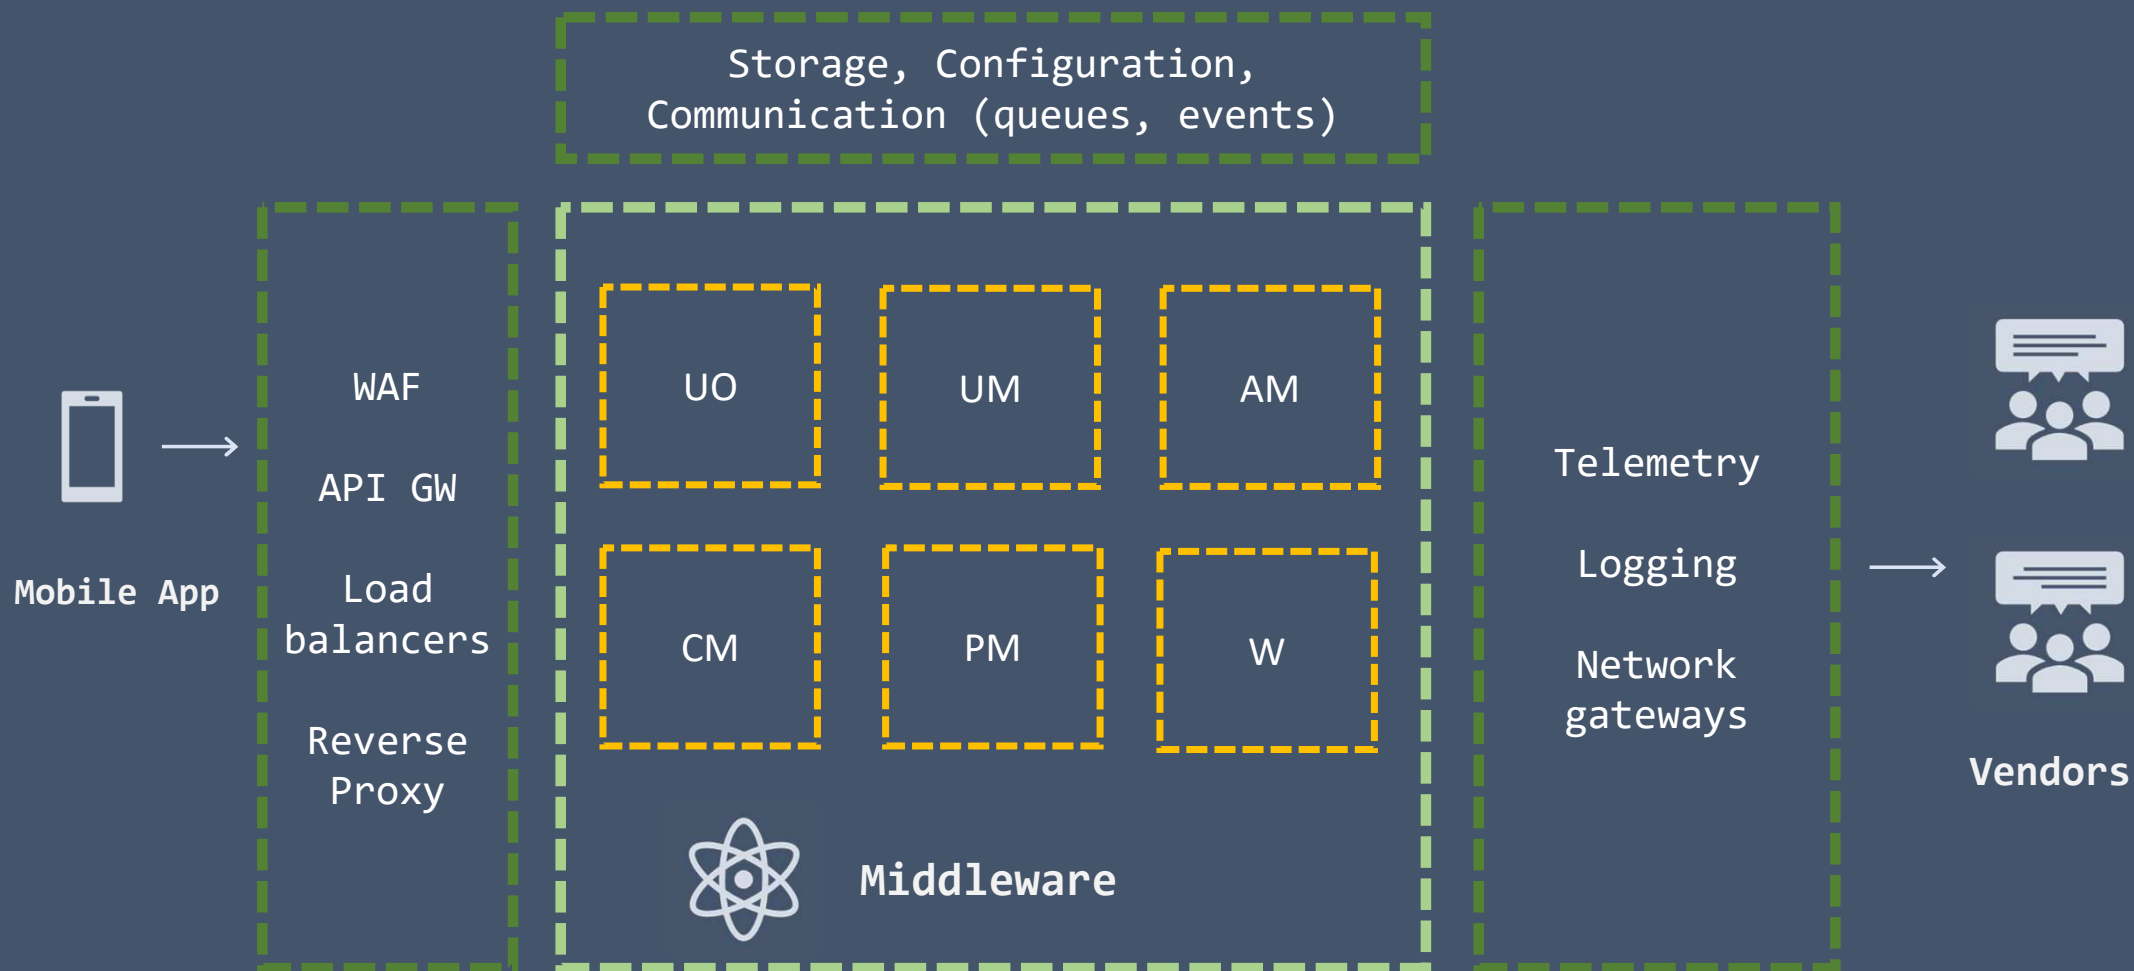 Storage, Configuration,
Communication (queues, events)
Mobile App
WAF
API GW
Load
balancers
Reverse
Proxy
UO
UM
AM
CM
PM
W
Middleware
Telemetry
Logging
Network
gateways
Vendors